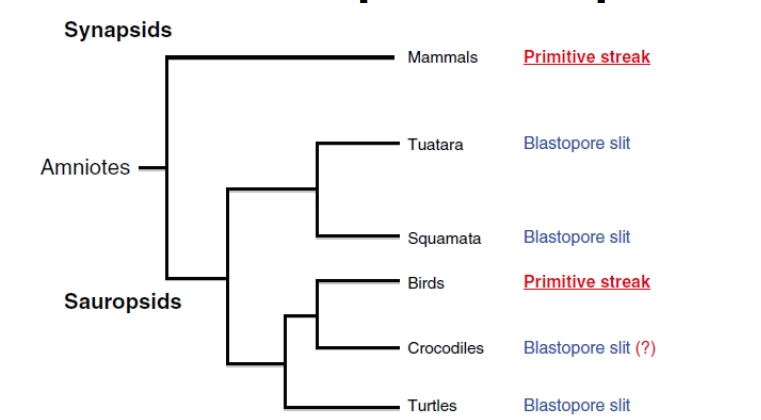 Synapsids
Mammals Primitive streak
Tuatara Blastopore slit
Amniotes
Squamata Blastopore slit
Birds Primitive streak
Sauropsids
Crocodiles Blastopore slit (?)
Turtles Blastopore slit